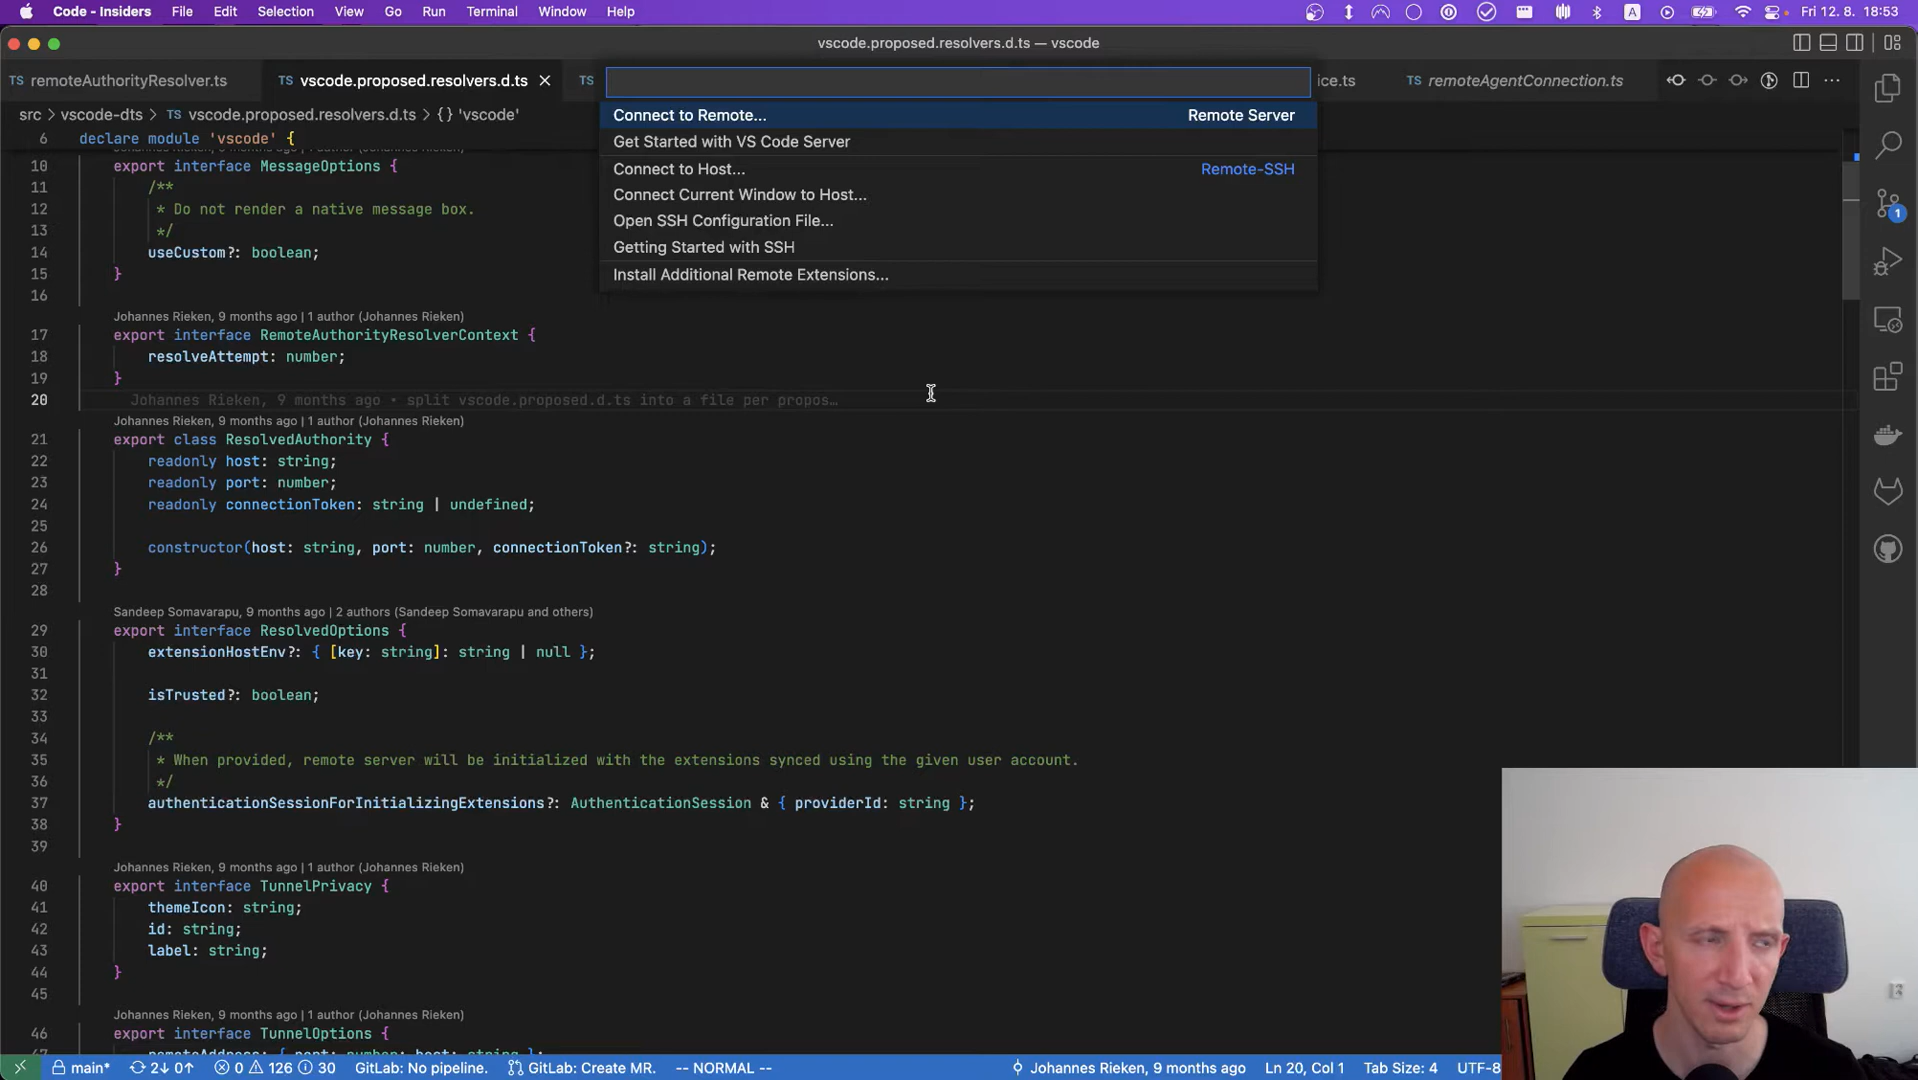 Code - Insiders File Edit Selection View Go Run Terminal Window Help A Fri 12. 8. 18:53
vscode.proposed.resolvers.d.ts — vscode
TS remoteAuthorityResolver.ts TS vscode.proposed.resolvers.d.ts TS ice.ts TS remoteAgentConnection.ts
src > vscode-dts > TS vscode.proposed.resolvers.d.ts > {} 'vscode'
Connect to Remote... Remote Server
Get Started with VS Code Server
Connect to Host... Remote-SSH
Connect Current Window to Host...
Open SSH Configuration File...
Getting Started with SSH
Install Additional Remote Extensions...
6 declare module 'vscode' {
10 export interface MessageOptions {
11 /**
12 * Do not render a native message box.
13 */
14 useCustom?: boolean;
15 }
16
Johannes Rieken, 9 months ago | 1 author (Johannes Rieken)
17 export interface RemoteAuthorityResolverContext {
18 resolveAttempt: number;
19 }
20 Johannes Rieken, 9 months ago • split vscode.proposed.d.ts into a file per propos…
Johannes Rieken, 9 months ago | 1 author (Johannes Rieken)
21 export class ResolvedAuthority {
22 readonly host: string;
23 readonly port: number;
24 readonly connectionToken: string | undefined;
25
26 constructor(host: string, port: number, connectionToken?: string);
27 }
28
Sandeep Somavarapu, 9 months ago | 2 authors (Sandeep Somavarapu and others)
29 export interface ResolvedOptions {
30 extensionHostEnv?: { [key: string]: string | null };
31
32 isTrusted?: boolean;
33
34 /**
35 * When provided, remote server will be initialized with the extensions synced using the given user account.
36 */
37 authenticationSessionForInitializingExtensions?: AuthenticationSession & { providerId: string };
38 }
39
Johannes Rieken, 9 months ago | 1 author (Johannes Rieken)
40 export interface TunnelPrivacy {
41 themeIcon: string;
42 id: string;
43 label: string;
44 }
45
Johannes Rieken, 9 months ago | 1 author (Johannes Rieken)
46 export interface TunnelOptions {
1
main* 2↓ 0↑ 0 126 30 GitLab: No pipeline. GitLab: Create MR. -- NORMAL -- Johannes Rieken, 9 months ago Ln 20, Col 1 Tab Size: 4 UTF-8